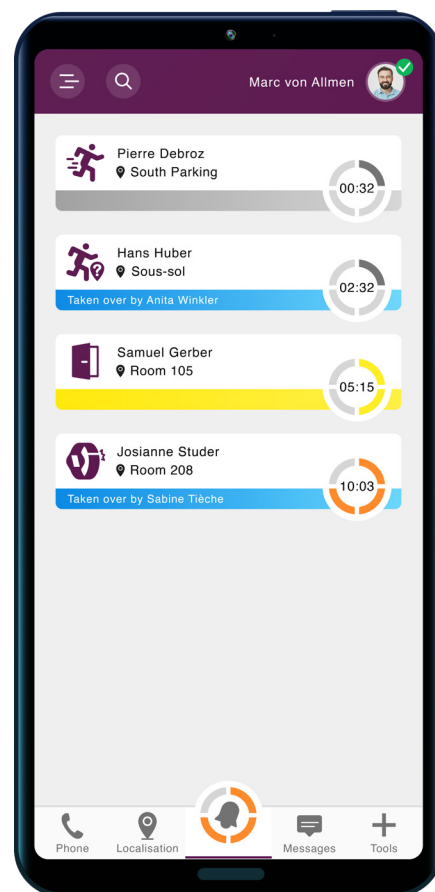 Marc von Allmen
Pierre Debroz
South Parking
00:32
Hans Huber
Sous-sol
02:32
Taken over by Anita Winkler
Samuel Gerber
Room 105
05:15
Josianne Studer
Room 208
10:03
Taken over by Sabine Tièche
Phone
Localisation
Messages
Tools